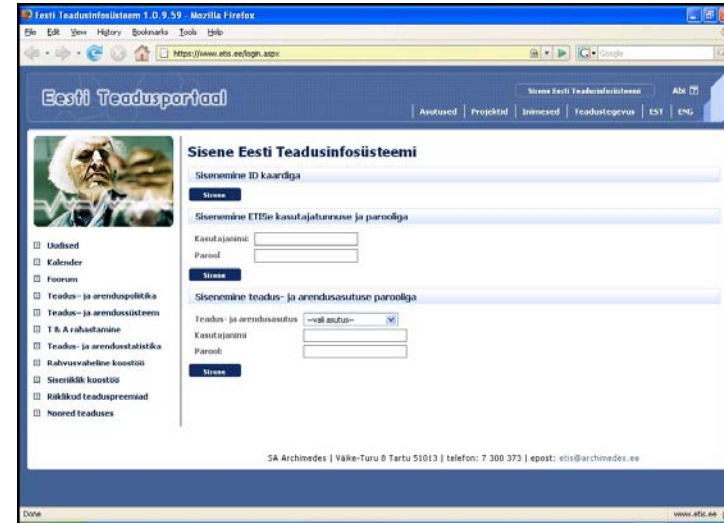 Eesti Teadusinfosüsteem 1.0.9.59 - Mozilla Firefox
File Edit View History Bookmarks Tools Help
https://www.etis.ee/login.aspx
Google
Eesti Teadusportaal
Sisene Eesti Teadusinfosüsteemi
Abi
Asutused | Projektid | Inimesed | Teadustegevus | EST | ENG
Sisene Eesti Teadusinfosüsteemi
Sisenemine ID kaardiga
Sisene
Sisenemine ETISe kasutajatunnuse ja parooliga
Kasutajanimi:
Parool
Sisene
Sisenemine teadus- ja arendusasutuse parooliga
Teadus- ja arendusasutus --vali asutus--
Kasutajanimi
Parool:
Sisene
Uudised
Kalender
Foorum
Teadus- ja arenduspoliitika
Teadus- ja arendussüsteem
T & A rahastamine
Teadus- ja arendusstatistika
Rahvusvaheline koostöö
Siseriiklik koostöö
Riiklikud teaduspreemiad
Noored teaduses
SA Archimedes | Väike-Turu 8 Tartu 51013 | telefon: 7 300 373 | epost: etis@archimedes.ee
Done
www.etis.ee